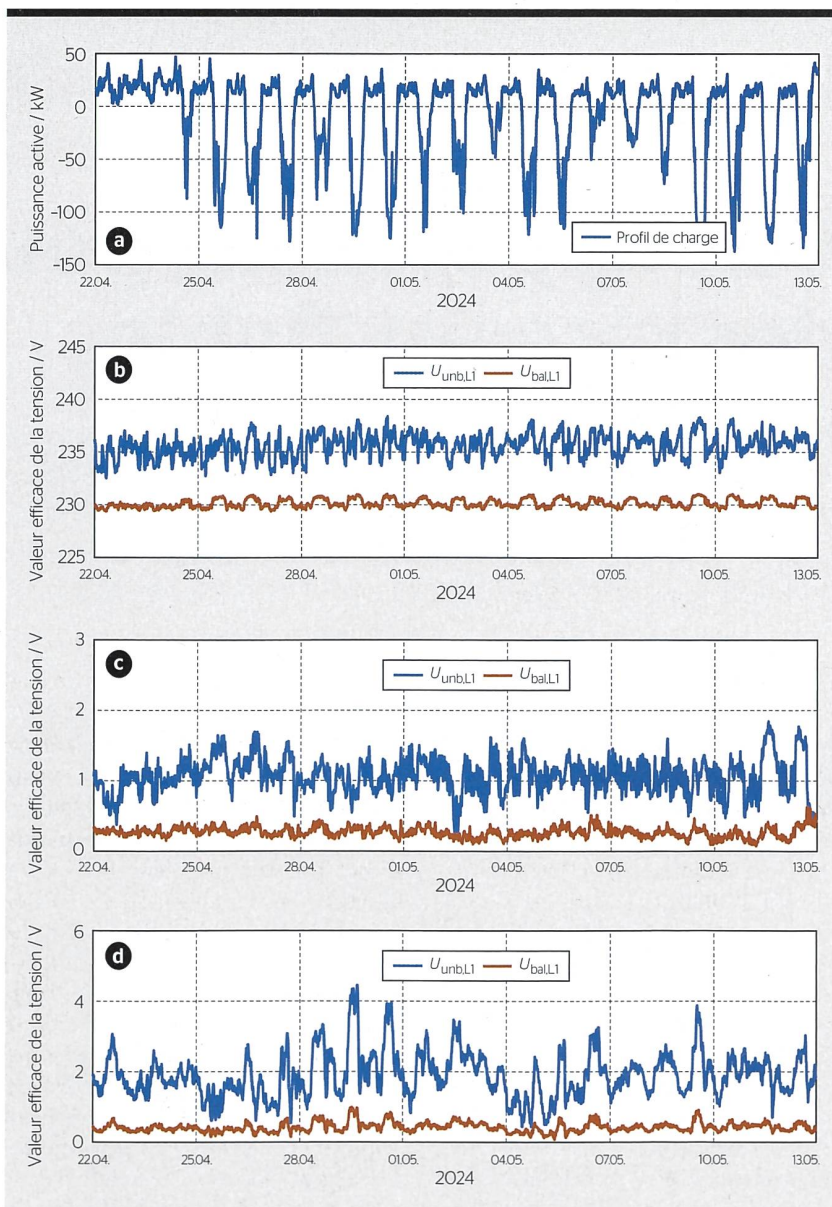 50
0
-50
-100
-150
Puissance active / kW
a
Profil de charge
22.04. 25.04. 28.04. 01.05. 04.05. 07.05. 10.05. 13.05.
2024
245
240
235
230
225
Valeur efficace de la tension / V
b
Uunb,L1 Ubal,L1
22.04. 25.04. 28.04. 01.05. 04.05. 07.05. 10.05. 13.05.
2024
3
2
1
0
Valeur efficace de la tension / V
c
Uunb,L1 Ubal,L1
22.04. 25.04. 28.04. 01.05. 04.05. 07.05. 10.05. 13.05.
2024
6
4
2
0
Valeur efficace de la tension / V
d
Uunb,L1 Ubal,L1
22.04. 25.04. 28.04. 01.05. 04.05. 07.05. 10.05. 13.05.
2024